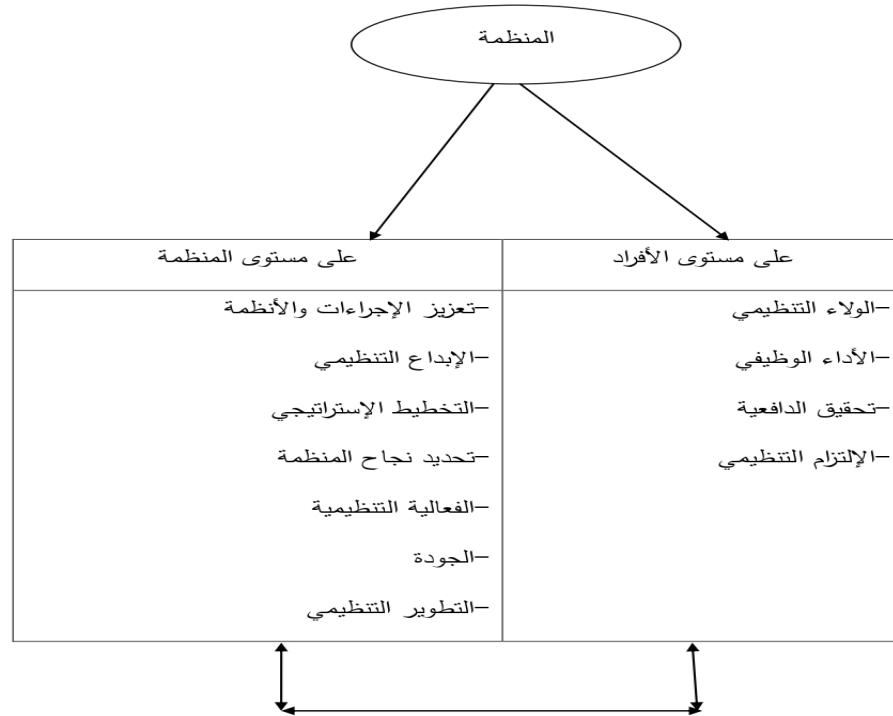 المنظمة
على مستوى الأفراد
على مستوى المنظمة
–الولاء التنظيمي
–الأداء الوظيفي
–تحقيق الدافعية
–الإلتزام التنظيمي
–تعزيز الإجراءات والأنظمة
–الإبداع التنظيمي
–التخطيط الإستراتيجي
–تحديد نجاح المنظمة
–الفعالية التنظيمية
–الجودة
–التطوير التنظيمي